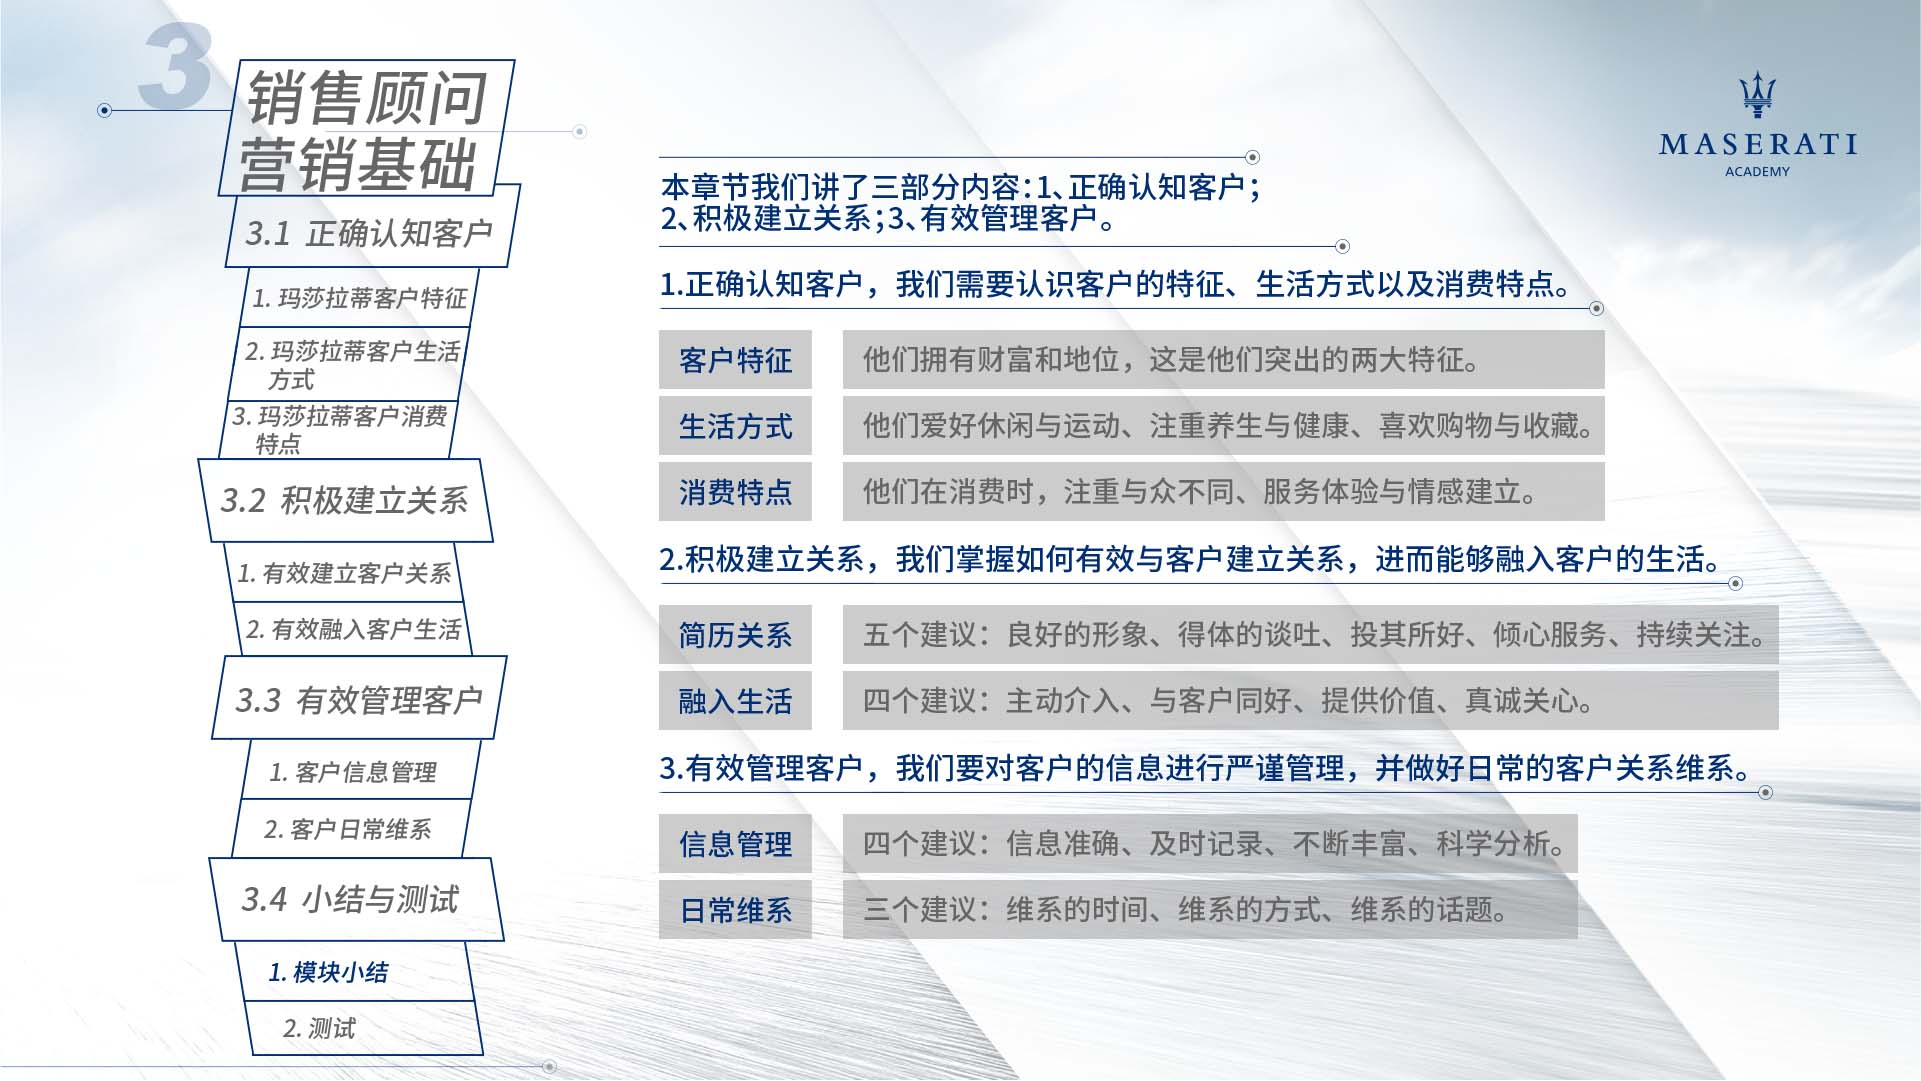 3
销售顾问
营销基础
3.1 正确认知客户
1. 玛莎拉蒂客户特征
2. 玛莎拉蒂客户生活
方式
3. 玛莎拉蒂客户消费
特点
3.2 积极建立关系
1. 有效建立客户关系
2. 有效融入客户生活
3.3 有效管理客户
1. 客户信息管理
2. 客户日常维系
3.4 小结与测试
1. 模块小结
2. 测试
MASERATI
ACADEMY
本章节我们讲了三部分内容：1、正确认知客户；
2、积极建立关系；3、有效管理客户。
1.正确认知客户，我们需要认识客户的特征、生活方式以及消费特点。
客户特征 他们拥有财富和地位，这是他们突出的两大特征。
生活方式 他们爱好休闲与运动、注重养生与健康、喜欢购物与收藏。
消费特点 他们在消费时，注重与众不同、服务体验与情感建立。
2.积极建立关系，我们掌握如何有效与客户建立关系，进而能够融入客户的生活。
简历关系 五个建议：良好的形象、得体的谈吐、投其所好、倾心服务、持续关注。
融入生活 四个建议：主动介入、与客户同好、提供价值、真诚关心。
3.有效管理客户，我们要对客户的信息进行严谨管理，并做好日常的客户关系维系。
信息管理 四个建议：信息准确、及时记录、不断丰富、科学分析。
日常维系 三个建议：维系的时间、维系的方式、维系的话题。